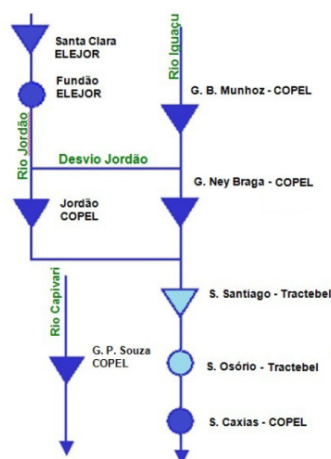 Santa Clara
ELEJOR
Fundão
ELEJOR
Rio Jordão
Rio Iguaçu
G. B. Munhoz - COPEL
Desvio Jordão
Jordão
COPEL
G. Ney Braga - COPEL
Rio Capivari
G. P. Souza
COPEL
S. Santiago - Tractebel
S. Osório - Tractebel
S. Caxias - COPEL